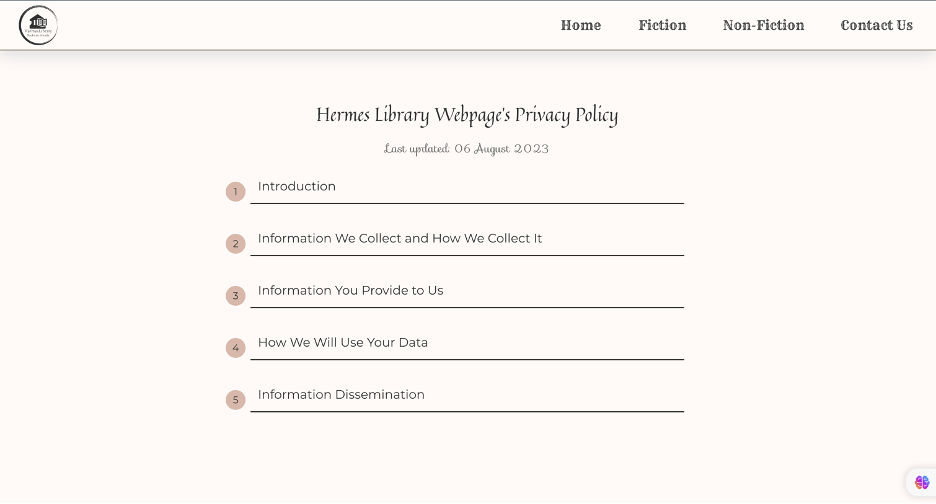 Home Fiction Non-Fiction Contact Us
Hermes Library Webpage's Privacy Policy
Last updated: 06 August 2023
1 Introduction
2 Information We Collect and How We Collect It
3 Information You Provide to Us
4 How We Will Use Your Data
5 Information Dissemination